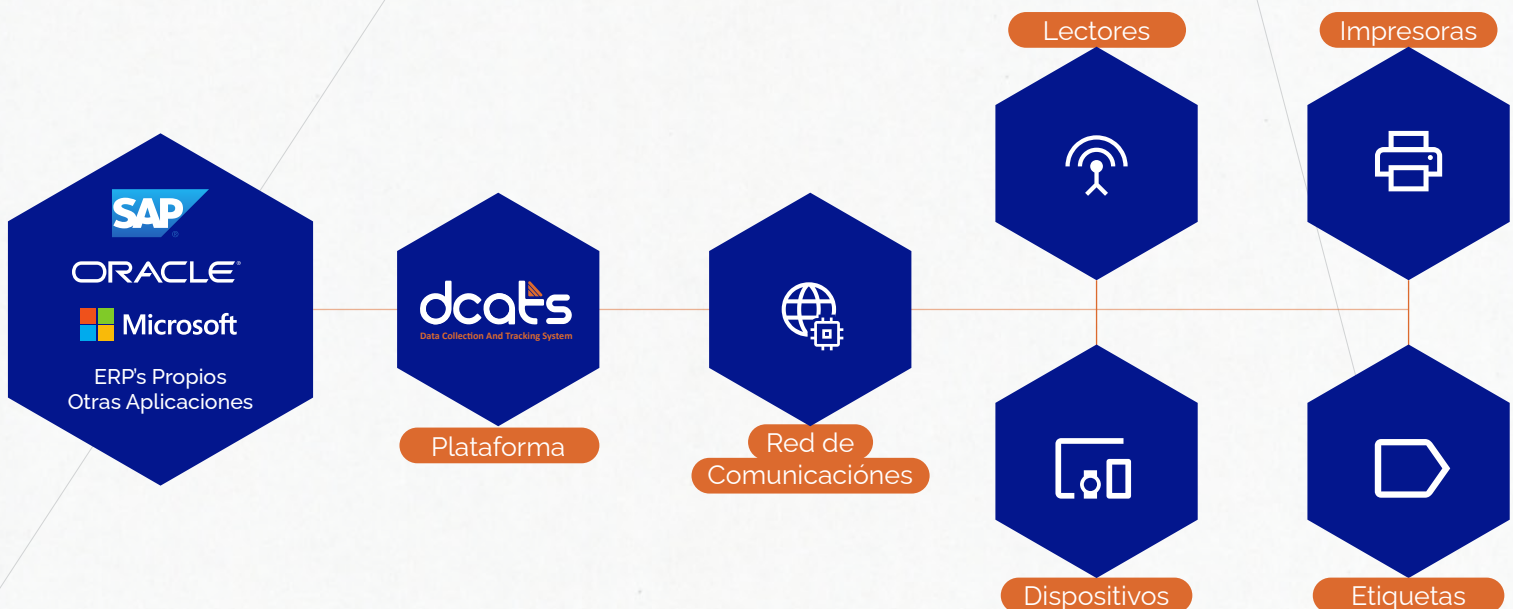 SAP
ORACLE
Microsoft
ERP's Propios
Otras Aplicaciones
dcats
Data Collection And Tracking System
Plataforma
Red de
Comunicaciónes
Lectores
Impresoras
Dispositivos
Etiquetas